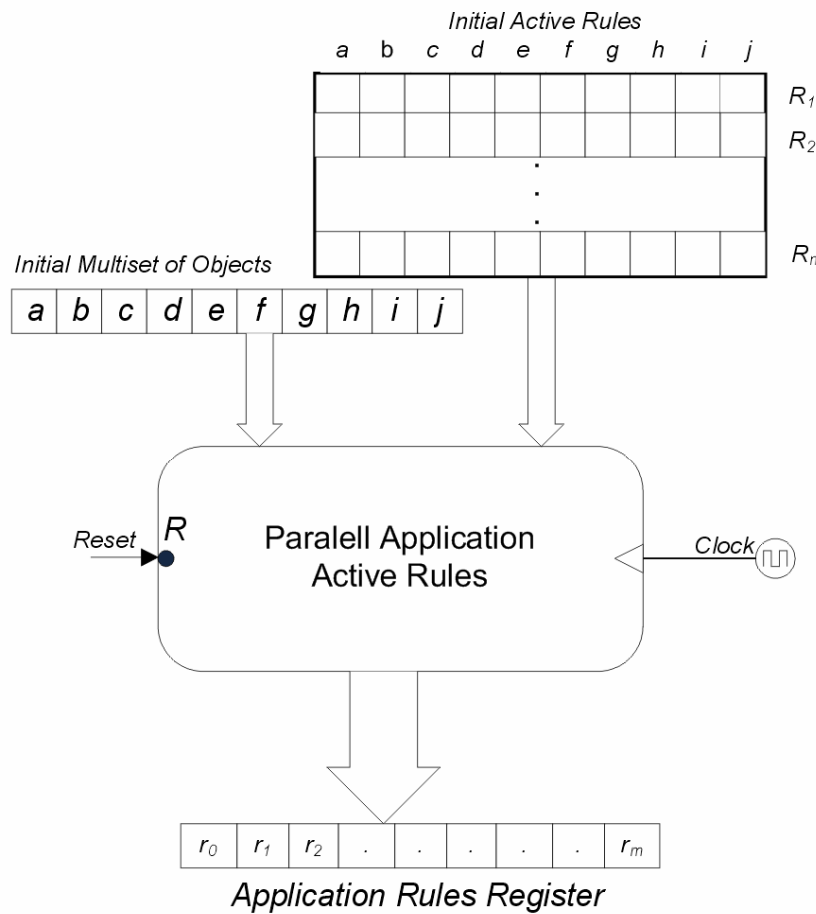 Initial Active Rules
a b c d e f g h i j
R1
R2
.
.
.
Rn
Initial Multiset of Objects
a b c d e f g h i j
Reset
R
Paralell Application
Active Rules
Clock
r0 r1 r2 . . . . . rm
Application Rules Register